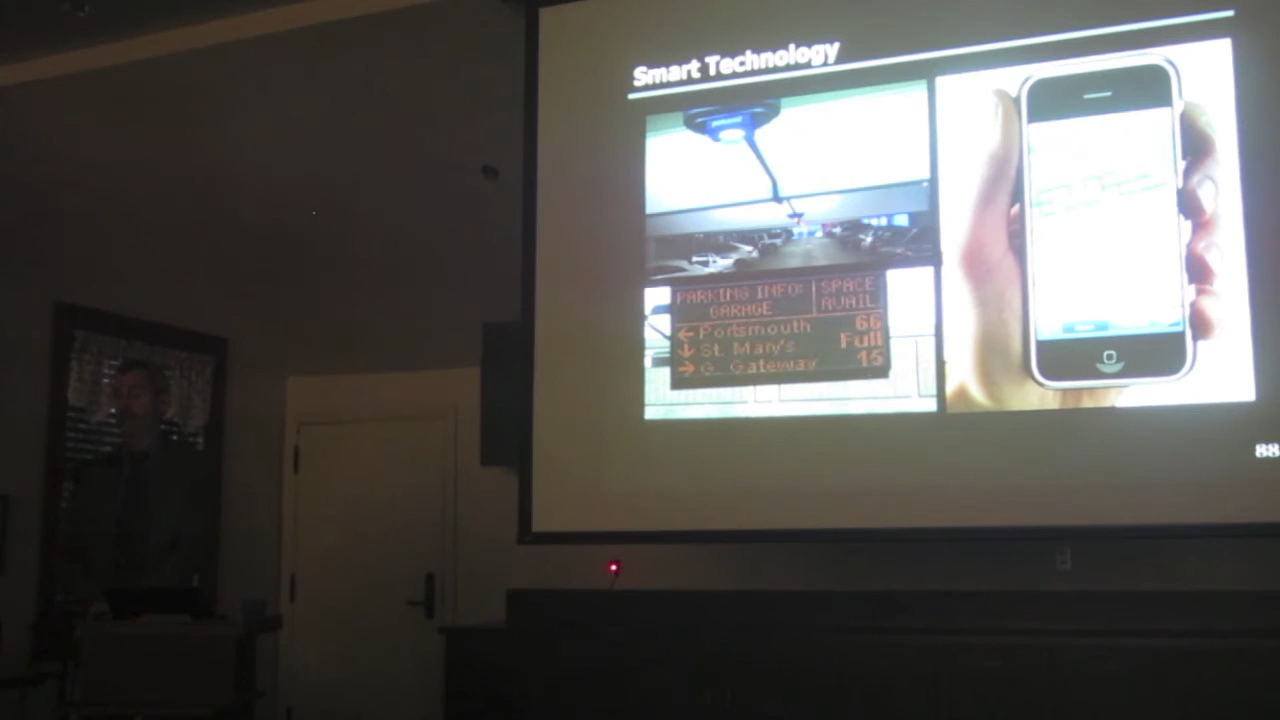 Smart Technology
PARKING INFO:
GARAGE
SPACE
AVAIL
← Portsmouth 66
↓ St. Mary's Full
→ G. Gateway 15
88